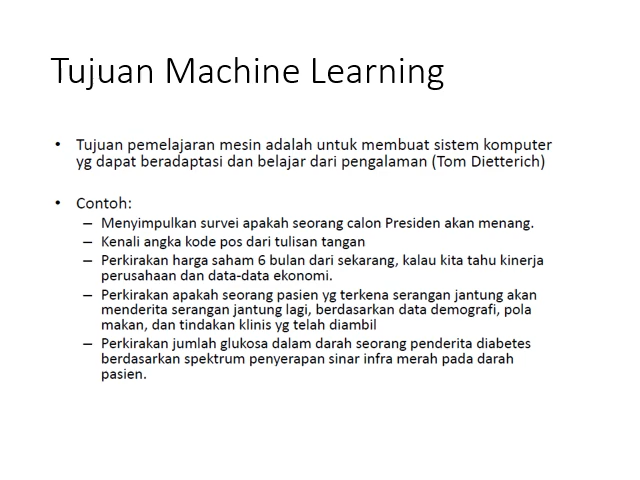 Tujuan Machine Learning
• Tujuan pemelajaran mesin adalah untuk membuat sistem komputer
yg dapat beradaptasi dan belajar dari pengalaman (Tom Dietterich)
• Contoh:
– Menyimpulkan survei apakah seorang calon Presiden akan menang.
– Kenali angka kode pos dari tulisan tangan
– Perkirakan harga saham 6 bulan dari sekarang, kalau kita tahu kinerja
perusahaan dan data-data ekonomi.
– Perkirakan apakah seorang pasien yg terkena serangan jantung akan
menderita serangan jantung lagi, berdasarkan data demografi, pola
makan, dan tindakan klinis yg telah diambil
– Perkirakan jumlah glukosa dalam darah seorang penderita diabetes
berdasarkan spektrum penyerapan sinar infra merah pada darah
pasien.